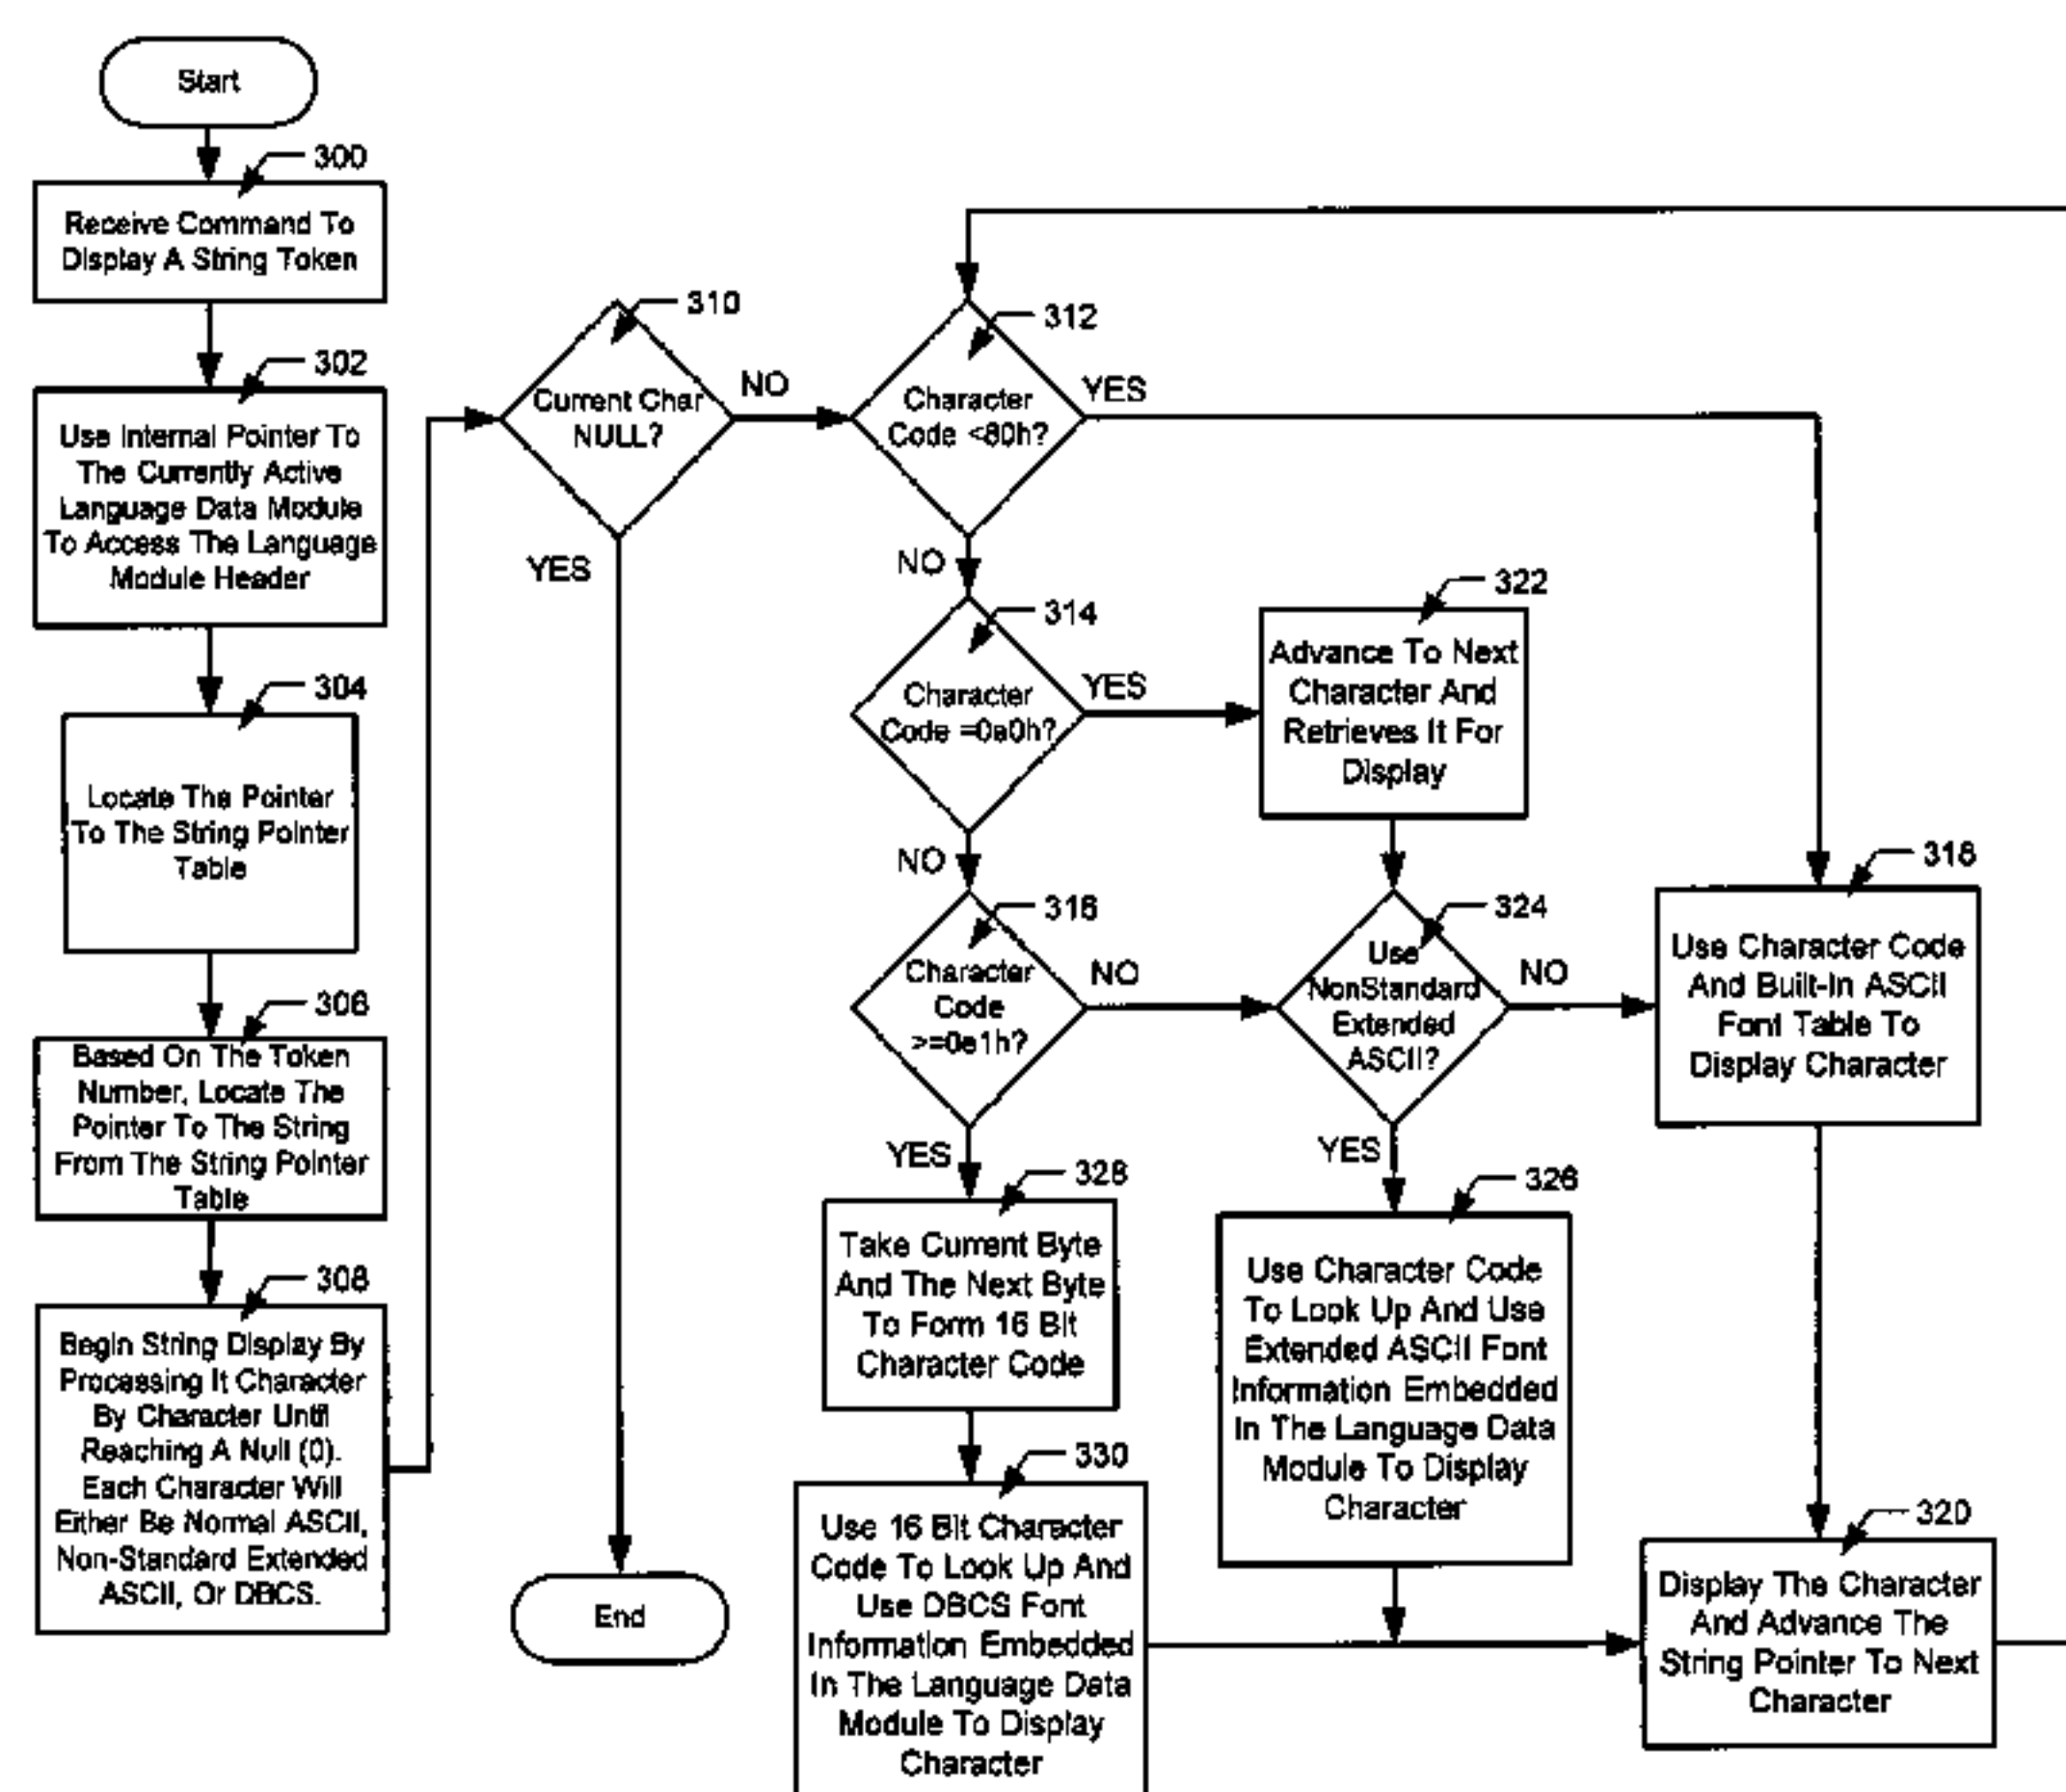 Start
300
Receive Command To
Display A String Token
302
Use Internal Pointer To
The Currently Active
Language Data Module
To Access The Language
Module Header
304
Locate The Pointer
To The String Pointer
Table
306
Based On The Token
Number, Locate The
Pointer To The String
From The String Pointer
Table
308
Begin String Display By
Processing It Character
By Character Until
Reaching A Null (0).
Each Character Will
Either Be Normal ASCII,
Non-Standard Extended
ASCII, Or DBCS.
310
Current Char
NULL?
NO
YES
End
312
Character
Code <80h?
YES
NO
314
Character
Code =0e0h?
YES
NO
316
Character
Code
>=0e1h?
NO
YES
322
Advance To Next
Character And
Retrieves It For
Display
324
Use
NonStandard
Extended
ASCII?
NO
YES
318
Use Character Code
And Built-In ASCII
Font Table To
Display Character
328
Take Current Byte
And The Next Byte
To Form 16 Bit
Character Code
326
Use Character Code
To Look Up And Use
Extended ASCII Font
Information Embedded
In The Language Data
Module To Display
Character
330
Use 16 Bit Character
Code To Look Up And
Use DBCS Font
Information Embedded
In The Language Data
Module To Display
Character
320
Display The Character
And Advance The
String Pointer To Next
Character